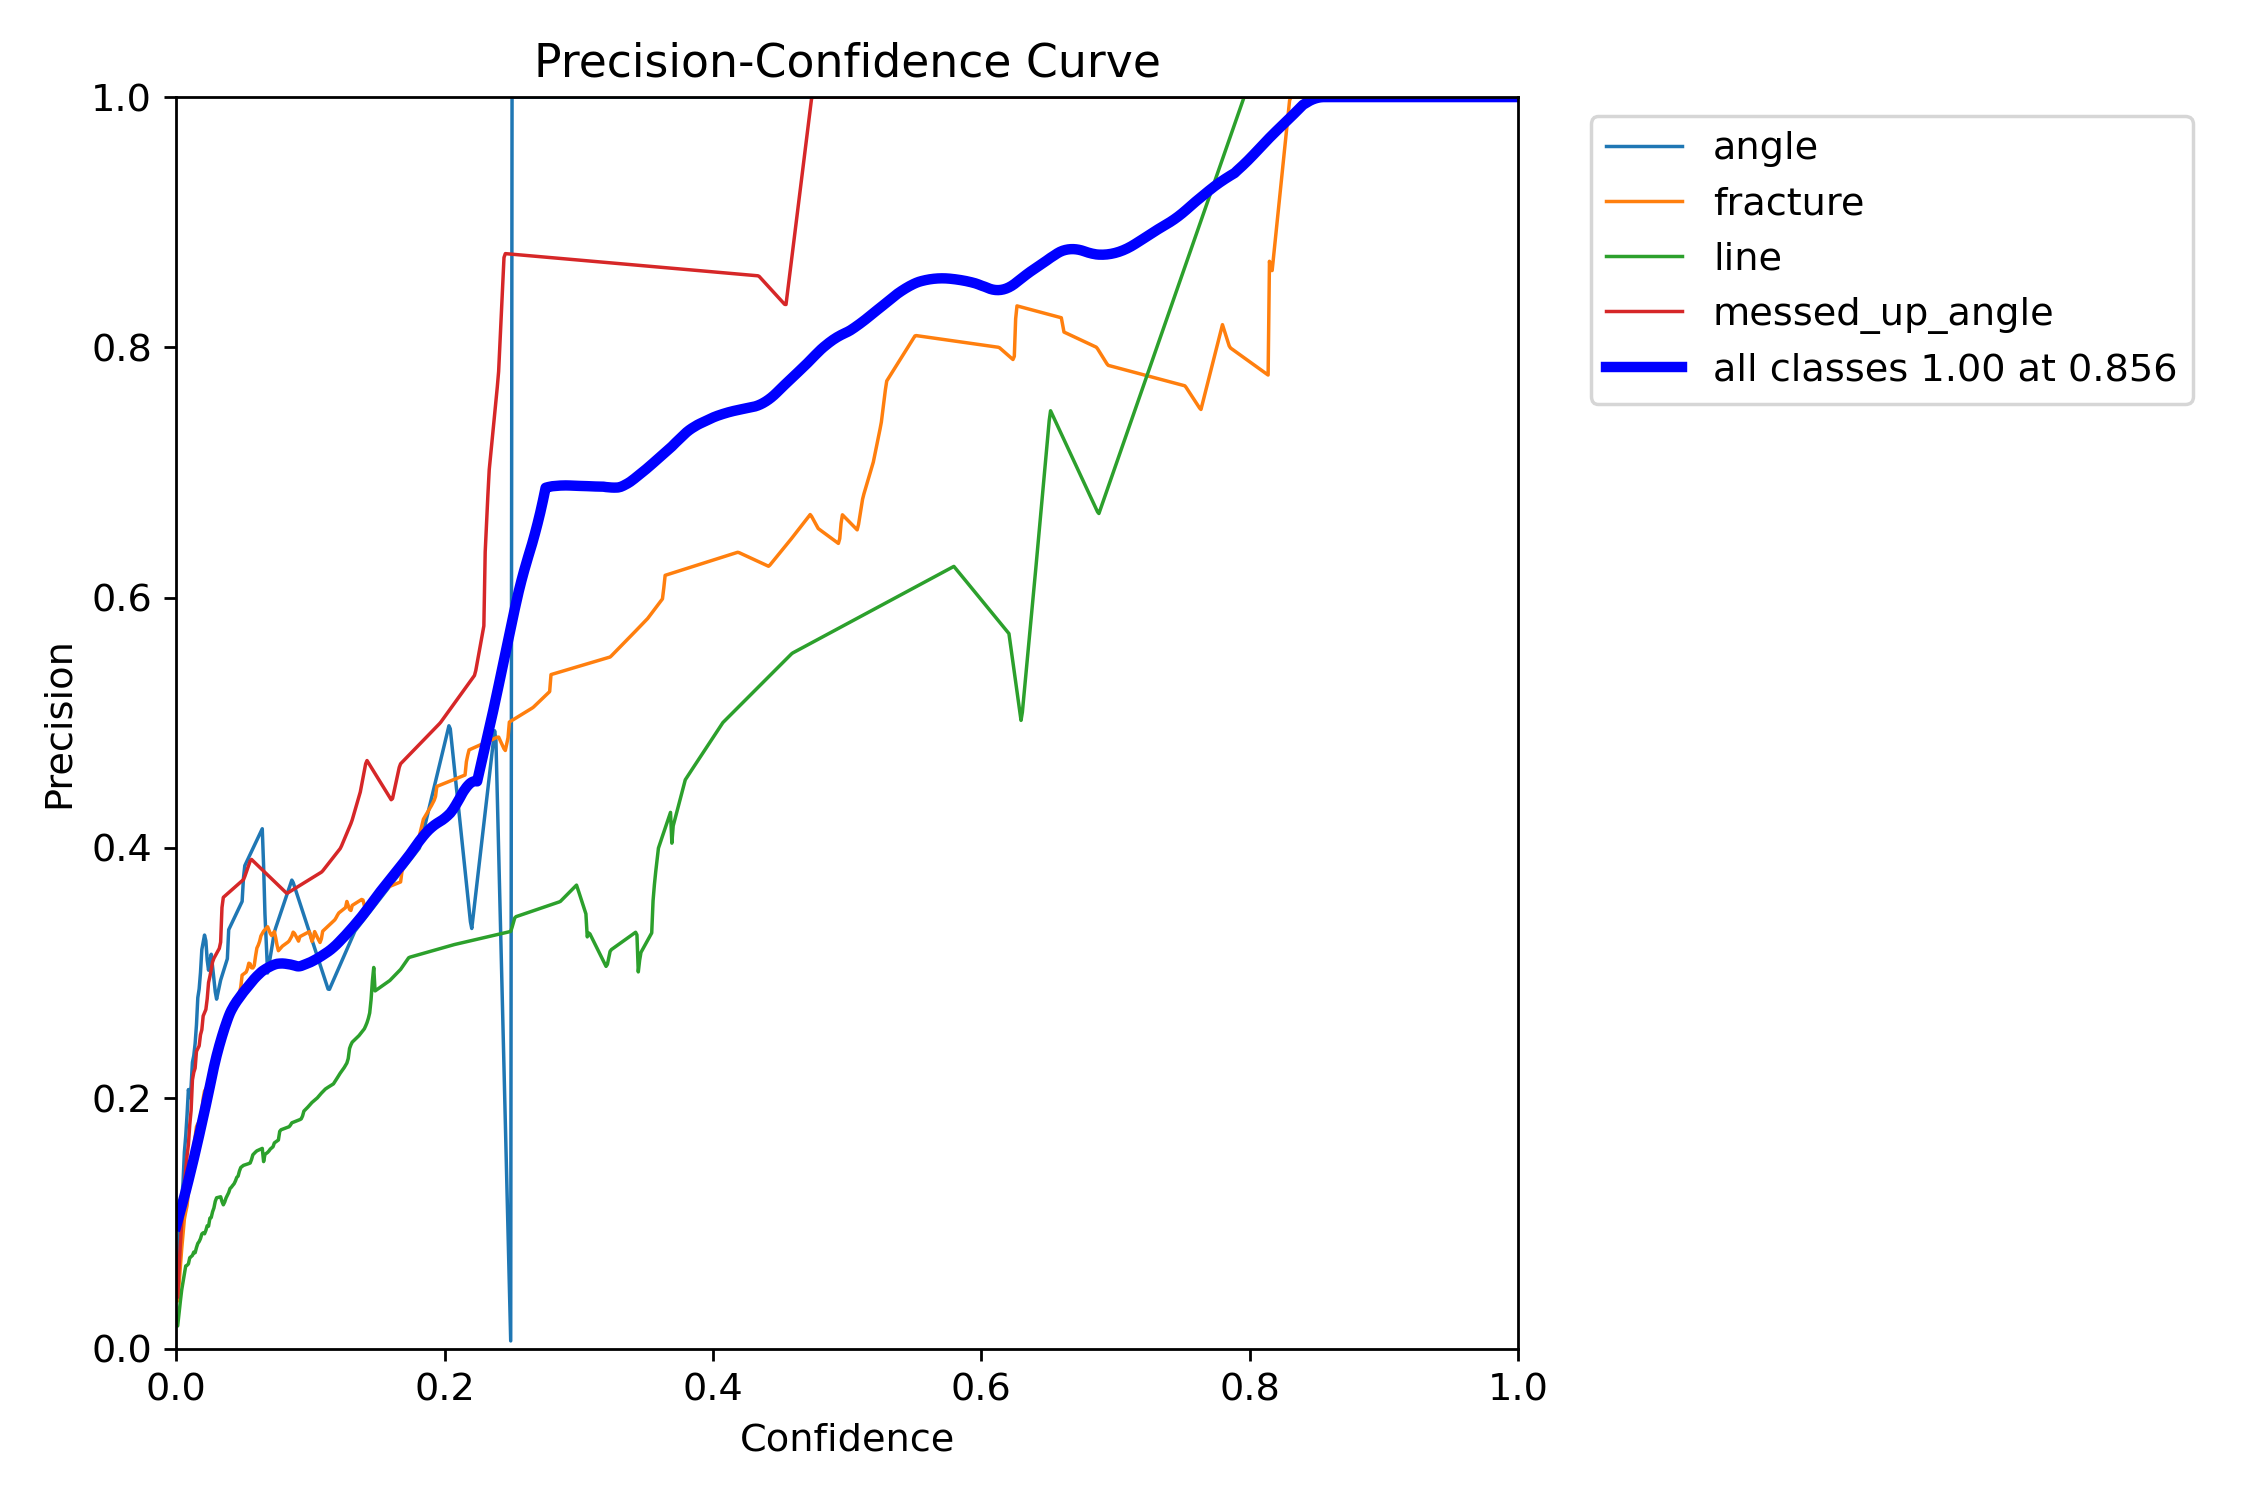 Precision-Confidence Curve
1.0
0.8
0.6
0.4
0.2
0.0
Precision
0.0 0.2 0.4 0.6 0.8 1.0
Confidence
angle
fracture
line
messed_up_angle
all classes 1.00 at 0.856